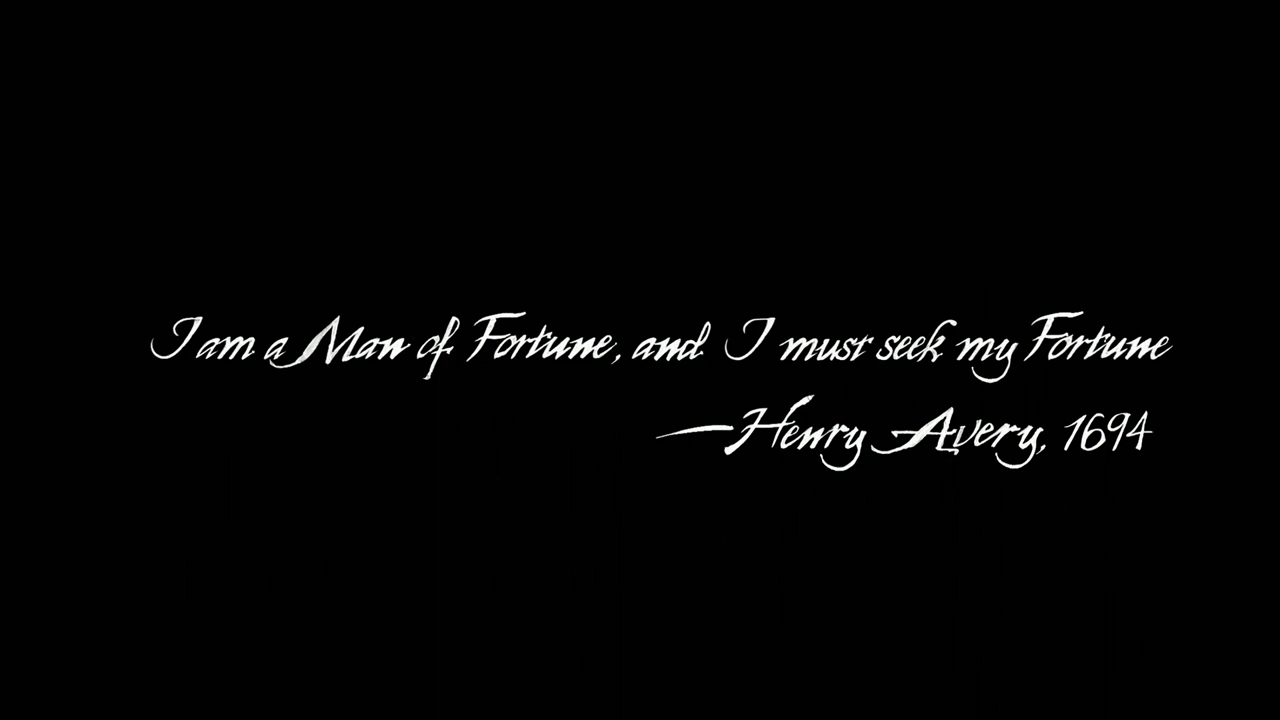 I am a Man of Fortune, and I must seek my Fortune
—Henry Avery, 1694